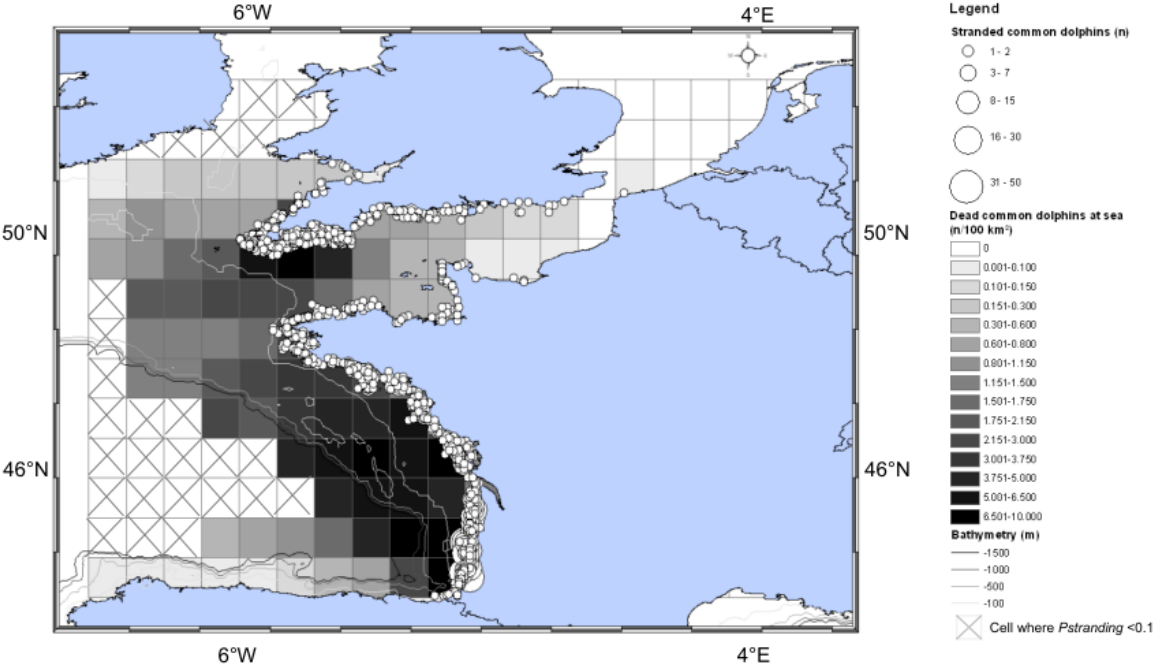 6°W
4°E
50°N
50°N
46°N
46°N
6°W
4°E
Legend
Stranded common dolphins (n)
1 - 2
3 - 7
8 - 15
16 - 30
31 - 50
Dead common dolphins at sea
(n/100 km²)
0
0.001-0.100
0.101-0.150
0.151-0.300
0.301-0.600
0.601-0.800
0.801-1.150
1.151-1.500
1.501-1.750
1.751-2.150
2.151-3.000
3.001-3.750
3.751-5.000
5.001-6.500
6.501-10.000
Bathymetry (m)
-1500
-1000
-500
-100
Cell where Pstranding <0.1